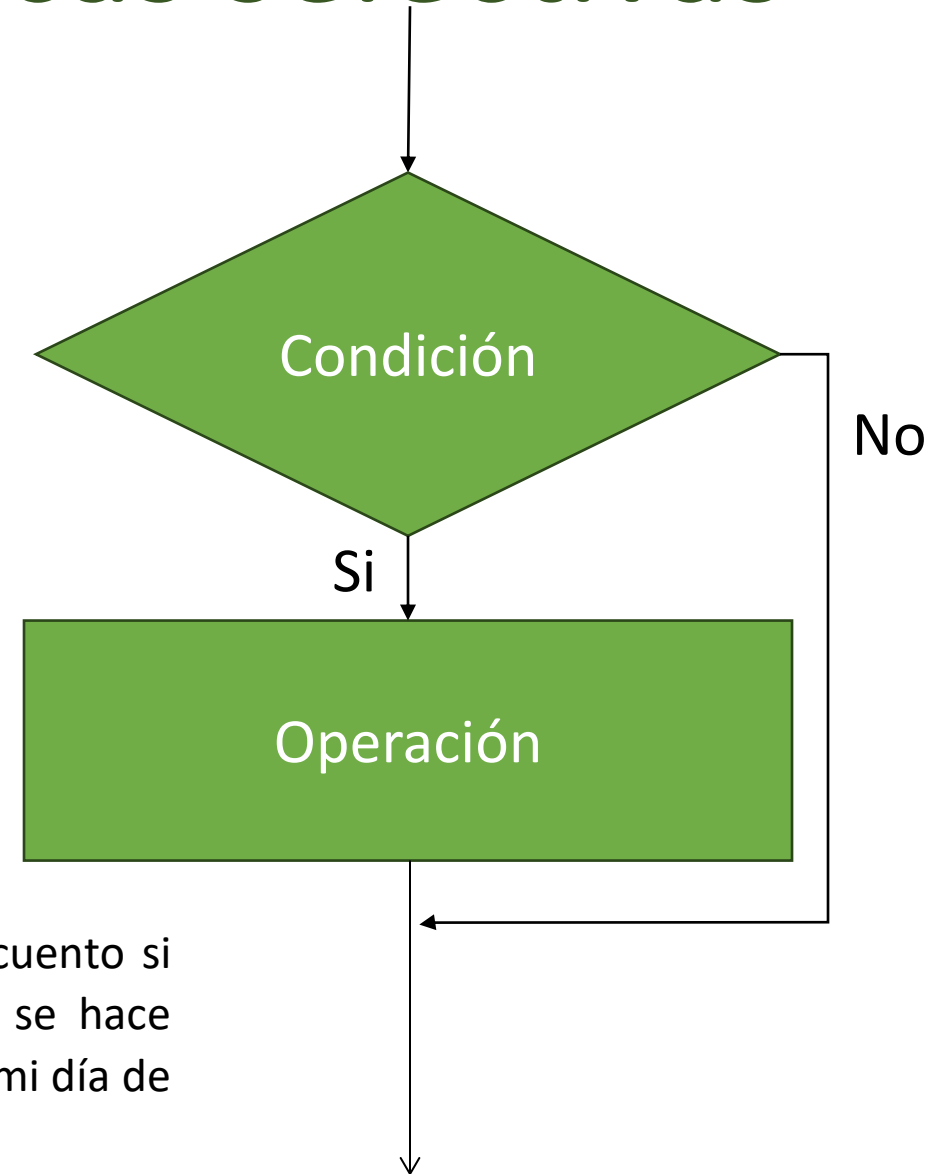 Condición
No
Si
Operación
cuento si
se hace
mi día de